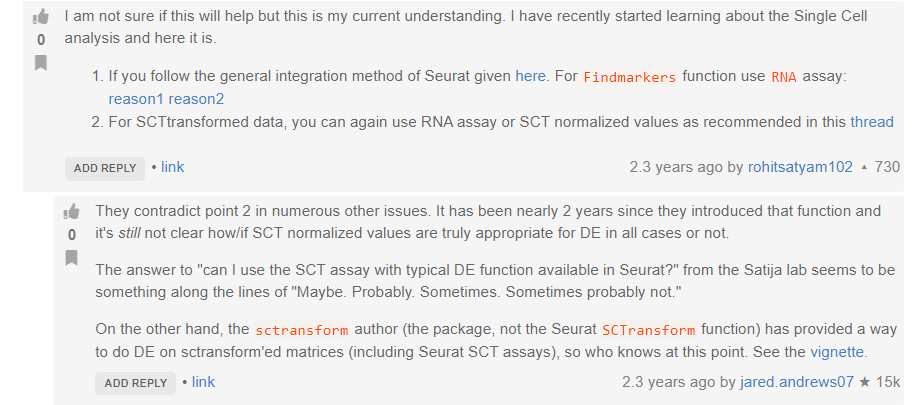 I am not sure if this will help but this is my current understanding. I have recently started learning about the Single Cell
0
analysis and here it is.
1. If you follow the general integration method of Seurat given here. For Findmarkers function use RNA assay:
reason1 reason2
2. For SCTtransformed data, you can again use RNA assay or SCT normalized values as recommended in this thread
ADD REPLY • link 2.3 years ago by rohitsatyam102 ▴ 730
They contradict point 2 in numerous other issues. It has been nearly 2 years since they introduced that function and
0
it's still not clear how/if SCT normalized values are truly appropriate for DE in all cases or not.
The answer to "can I use the SCT assay with typical DE function available in Seurat?" from the Satija lab seems to be
something along the lines of "Maybe. Probably. Sometimes. Sometimes probably not."
On the other hand, the sctransform author (the package, not the Seurat SCTransform function) has provided a way
to do DE on sctransform'ed matrices (including Seurat SCT assays), so who knows at this point. See the vignette.
ADD REPLY • link 2.3 years ago by jared.andrews07 ★ 15k